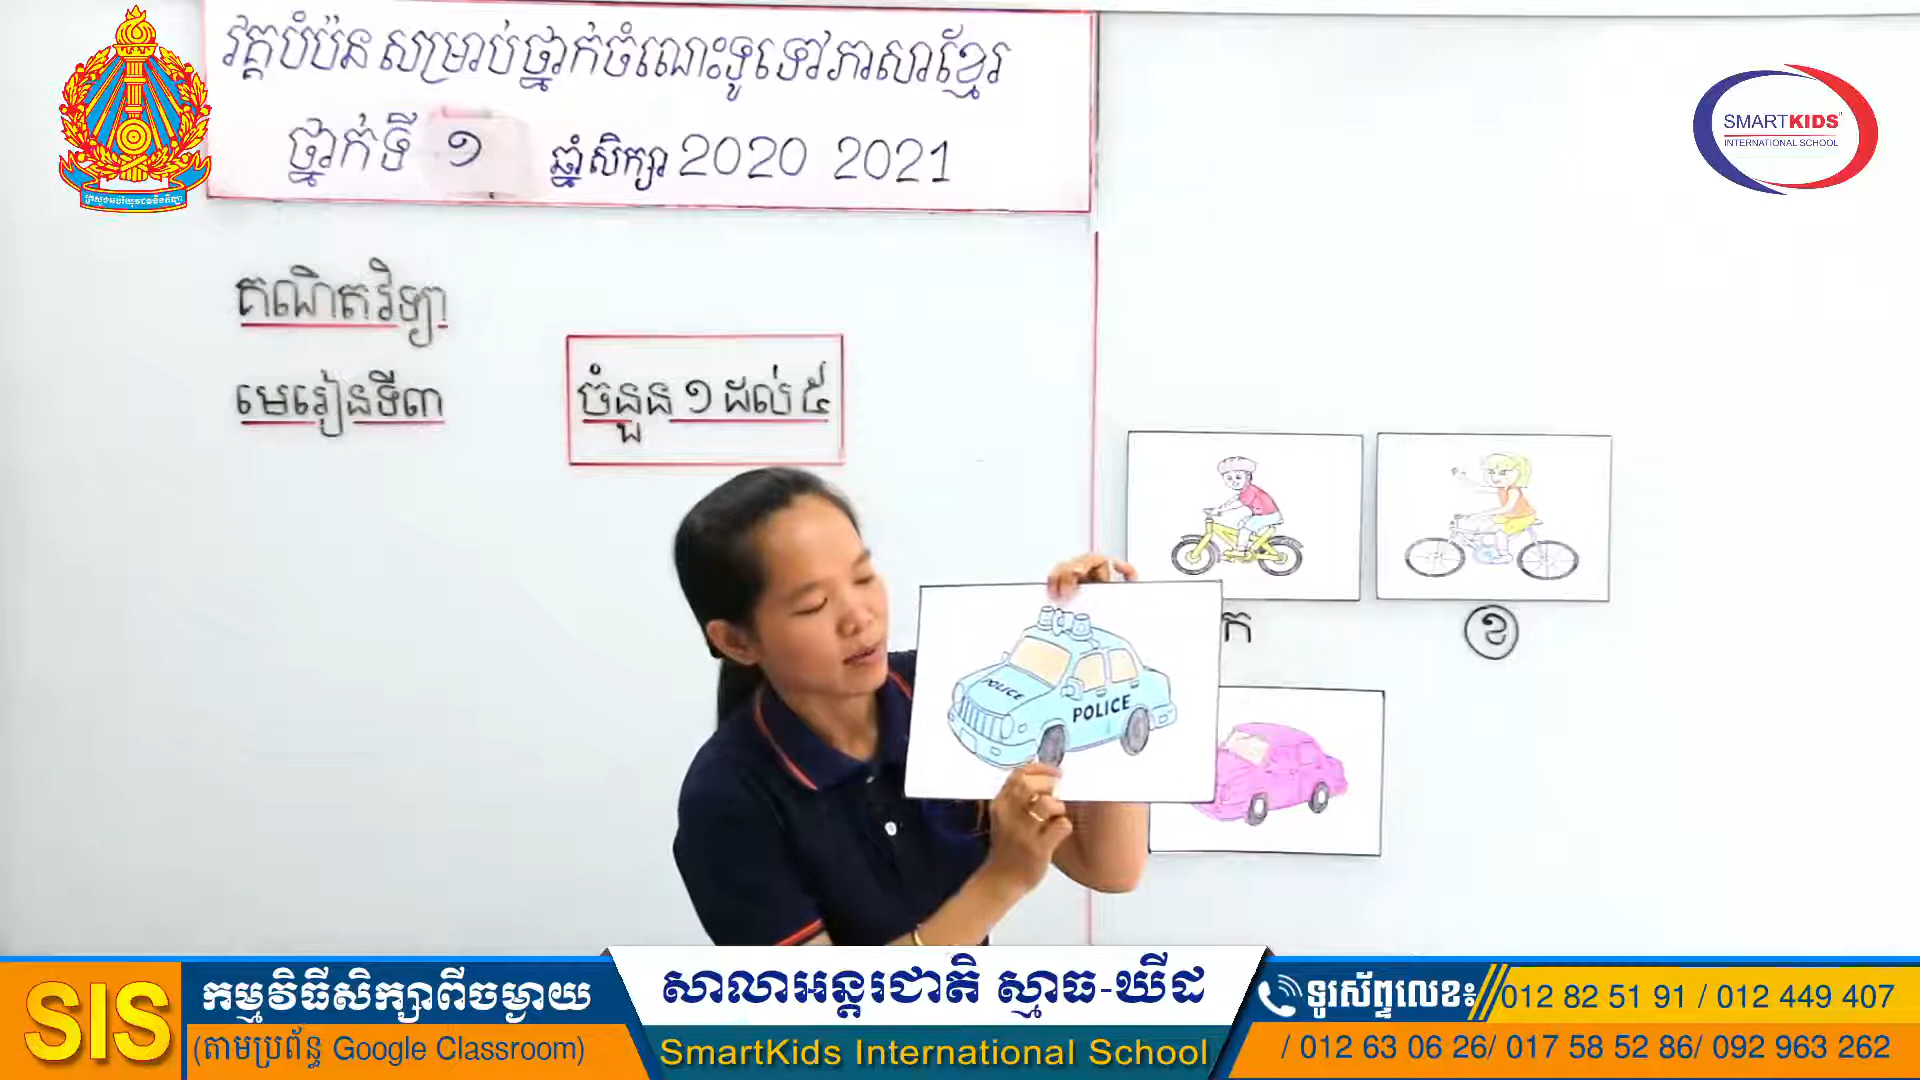 វគ្គបំប៉នសម្រាប់ថ្នាក់ចំណេះទូទៅភាសាខ្មែរ
ថ្នាក់ទី ១ ឆ្នាំសិក្សា 2020 2021
SMARTKIDS
INTERNATIONAL SCHOOL
គណិតវិទ្យា
មេរៀនទី៣
ចំនួន ១ ដល់ ៥
ក
ខ
POLICE
POLICE
SIS
កម្មវិធីសិក្សាពីចម្ងាយ
(តាមប្រព័ន្ធ Google Classroom)
សាលាអន្តរជាតិ ស្មាធ-ឃីដ
SmartKids International School
ទូរស័ព្ទលេខ៖ 012 82 51 91 / 012 449 407
/ 012 63 06 26/ 017 58 52 86/ 092 963 262